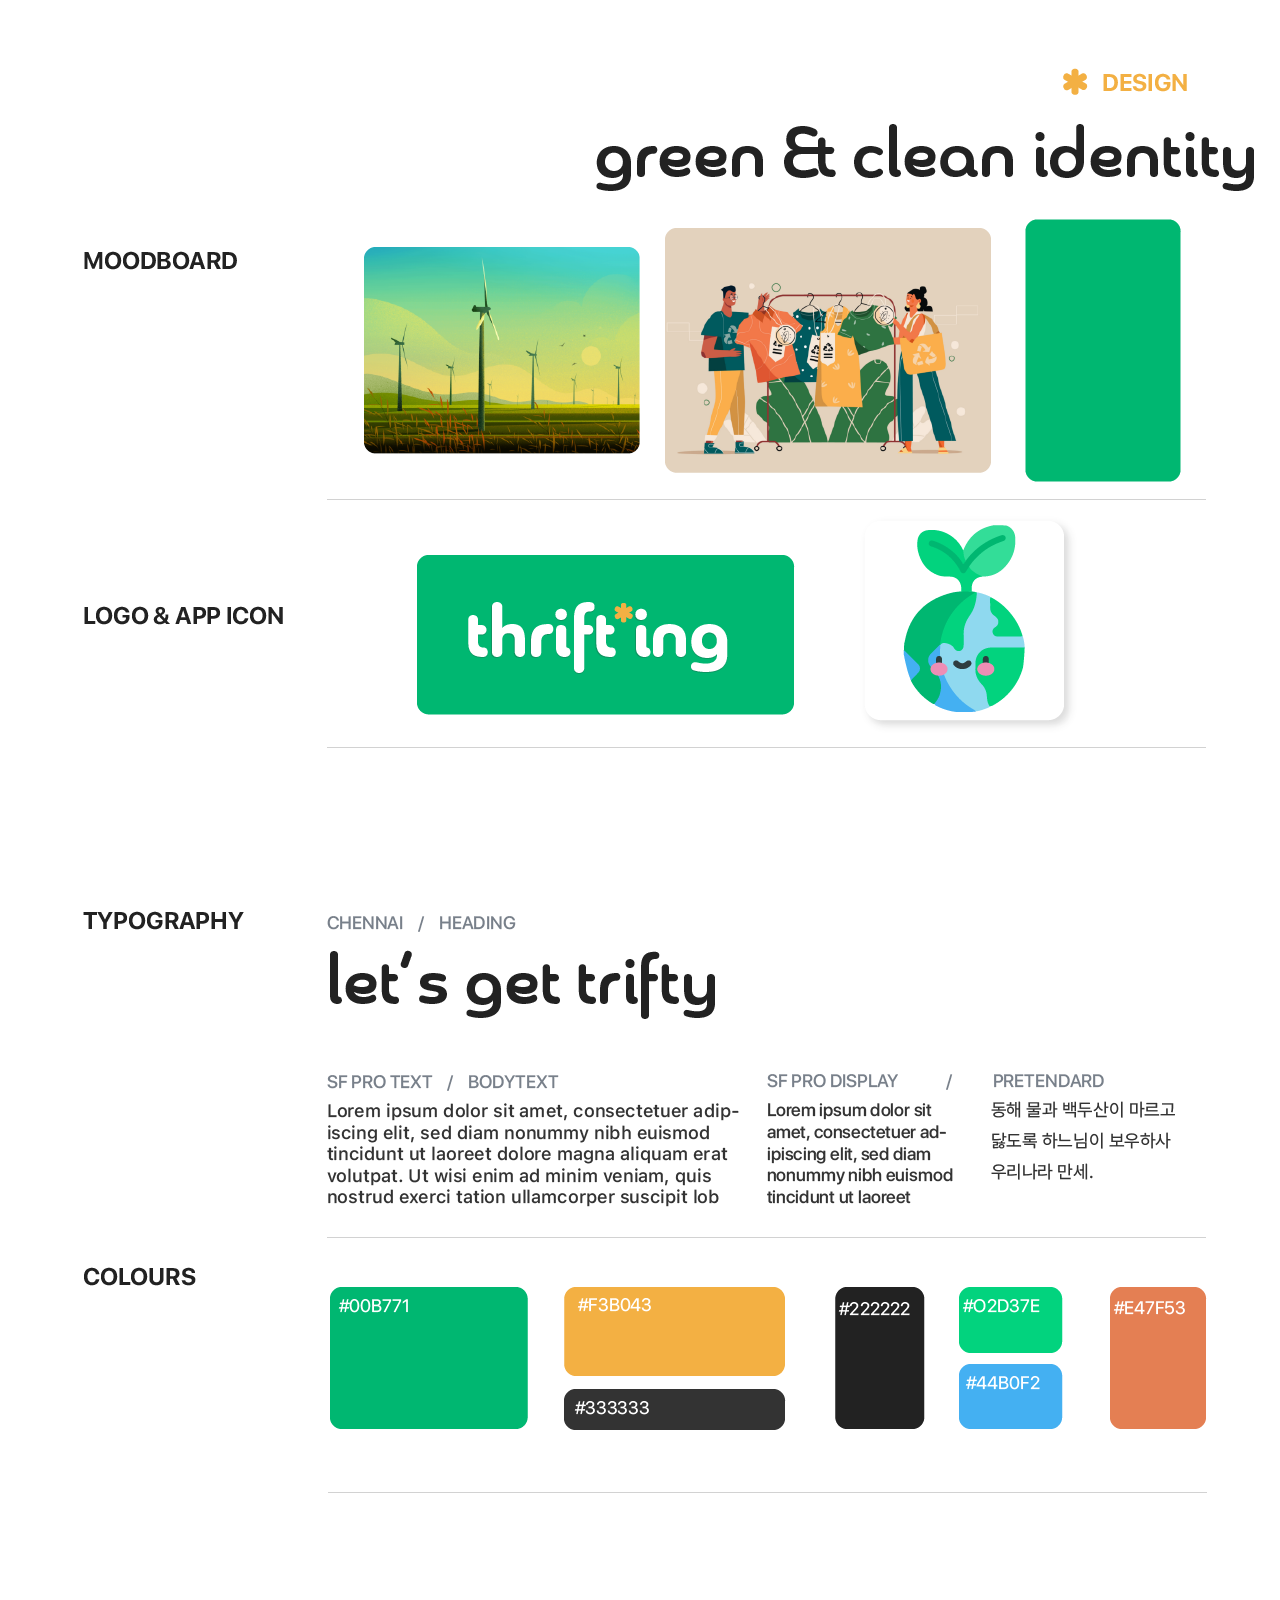 DESIGN
green & clean identity
MOODBOARD
LOGO & APP ICON
thrift*ing
TYPOGRAPHY
CHENNAI / HEADING
let's get trifty
SF PRO TEXT / BODYTEXT
Lorem ipsum dolor sit amet, consectetuer adip-
iscing elit, sed diam nonummy nibh euismod
tincidunt ut laoreet dolore magna aliquam erat
volutpat. Ut wisi enim ad minim veniam, quis
nostrud exerci tation ullamcorper suscipit lob
SF PRO DISPLAY / PRETENDARD
Lorem ipsum dolor sit
amet, consectetuer ad-
ipiscing elit, sed diam
nonummy nibh euismod
tincidunt ut laoreet
동해 물과 백두산이 마르고
닳도록 하느님이 보우하사
우리나라 만세.
COLOURS
#00B771
#F3B043
#333333
#222222
#O2D37E
#44B0F2
#E47F53